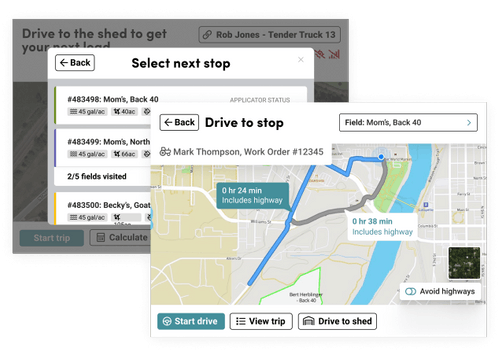 Drive to the shed to get
your next load
Rob Jones - Tender Truck 13
Back
Select next stop
#483498: Mom's, Back 40
APPLICATOR STATUS
45 gal/ac
40ac
#483499: Mom's, North
45 gal/ac
66ac
2/5 fields visited
#483500: Becky's, Goat
45 gal/ac
105ac
Start trip
Calculate
Back
Drive to stop
Field: Mom's, Back 40
Mark Thompson, Work Order #12345
0 hr 24 min
Includes highway
0 hr 38 min
Includes highway
Williams St
Bert Herblinger
- Back 40
Avoid highways
Start drive
View trip
Drive to shed